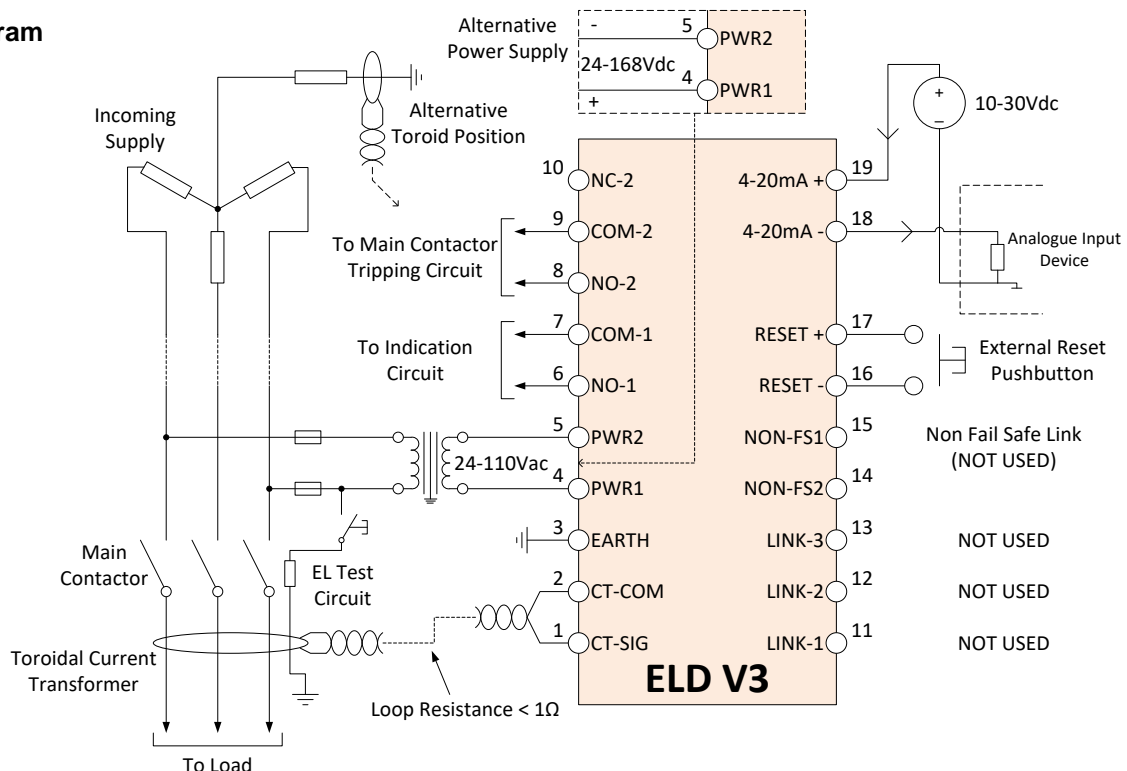 ram
Alternative
Power Supply
-
5
PWR2
24-168Vdc
4
PWR1
+
Incoming
Supply
Alternative
Toroid Position
+
−
10-30Vdc
10
NC-2
9
COM-2
To Main Contactor
Tripping Circuit
8
NO-2
7
COM-1
To Indication
Circuit
6
NO-1
5
PWR2
24-110Vac
4
PWR1
3
EARTH
2
CT-COM
1
CT-SIG
4-20mA +
19
4-20mA -
18
Analogue Input
Device
RESET +
17
External Reset
Pushbutton
RESET -
16
NON-FS1
15
Non Fail Safe Link
(NOT USED)
NON-FS2
14
LINK-3
13
NOT USED
LINK-2
12
NOT USED
LINK-1
11
NOT USED
ELD V3
Main
Contactor
EL Test
Circuit
Toroidal Current
Transformer
Loop Resistance < 1Ω
To Load